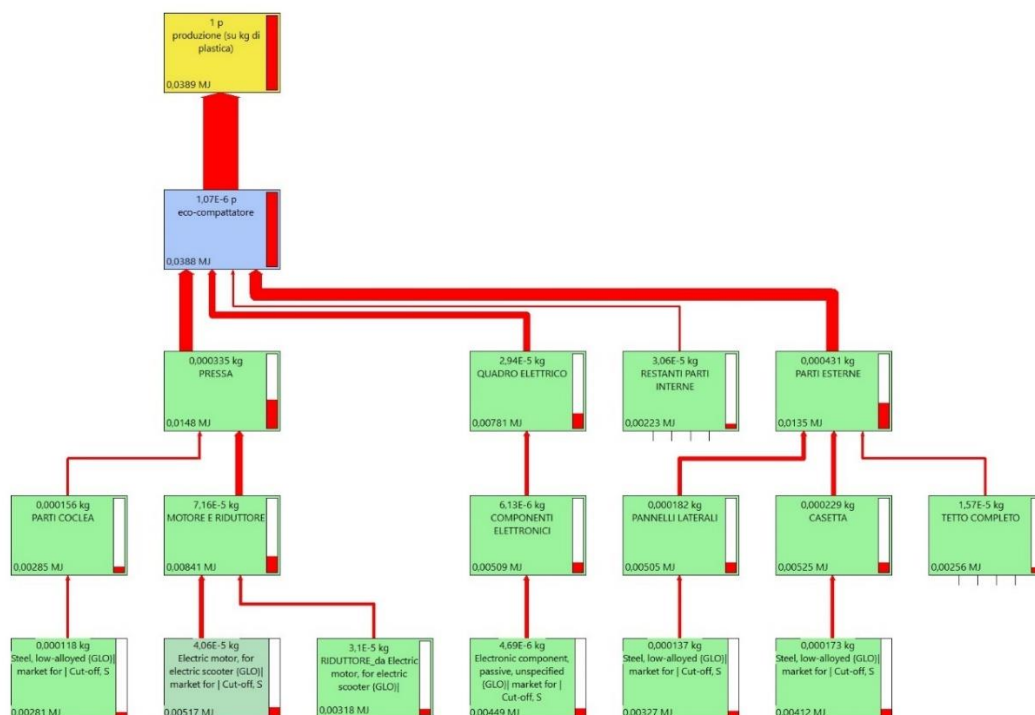 1 p
produzione (su kg di
plastica)
0,0389 MJ
1,07E-6 p
eco-compattatore
0,0388 MJ
0,000335 kg
PRESSA
0,0148 MJ
2,94E-5 kg
QUADRO ELETTRICO
0,00781 MJ
3,06E-5 kg
RESTANTI PARTI
INTERNE
0,00223 MJ
0,000431 kg
PARTI ESTERNE
0,0135 MJ
0,000156 kg
PARTI COCLEA
0,00285 MJ
7,16E-5 kg
MOTORE E RIDUTTORE
0,00841 MJ
6,13E-6 kg
COMPONENTI
ELETTRONICI
0,00509 MJ
0,000182 kg
PANNELLI LATERALI
0,00505 MJ
0,000229 kg
CASETTA
0,00525 MJ
1,57E-5 kg
TETTO COMPLETO
0,00256 MJ
0,000118 kg
Steel, low-alloyed {GLO}|
market for | Cut-off, S
0,00281 MJ
4,06E-5 kg
Electric motor, for
electric scooter {GLO}|
market for | Cut-off, S
0,00517 MJ
3,1E-5 kg
RIDUTTORE_da Electric
motor, for electric
scooter {GLO}|
0,00318 MJ
4,69E-6 kg
Electronic component,
passive, unspecified
{GLO}| market for |
Cut-off, S
0,00449 MJ
0,000137 kg
Steel, low-alloyed {GLO}|
market for | Cut-off, S
0,00327 MJ
0,000173 kg
Steel, low-alloyed {GLO}|
market for | Cut-off, S
0,00412 MJ